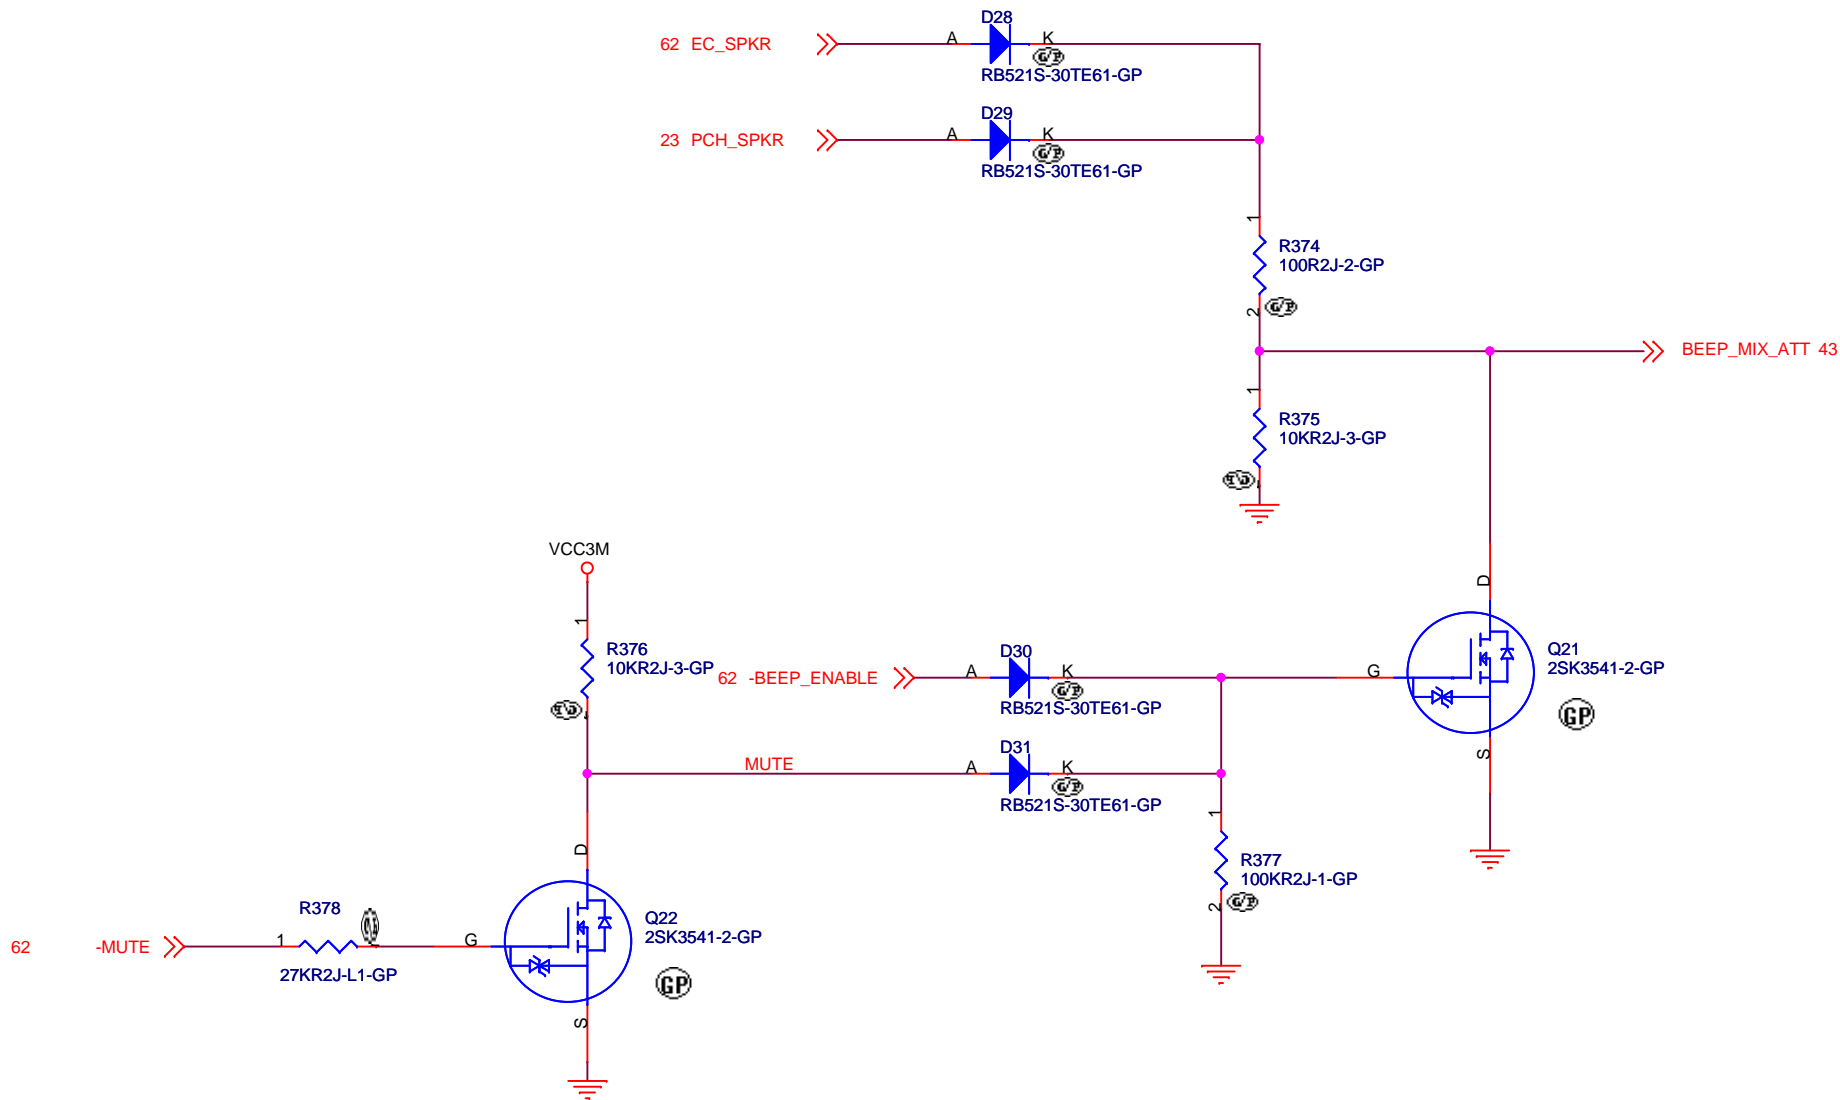 D28
62 EC_SPKR
A
K
G/P
RB521S-30TE61-GP
D29
23 PCH_SPKR
A
K
G/P
RB521S-30TE61-GP
1
R374
100R2J-2-GP
2
G/P
BEEP_MIX_ATT 43
1
R375
10KR2J-3-GP
G/P
VCC3M
1
R376
10KR2J-3-GP
G/P
62 -BEEP_ENABLE
D30
A
K
G/P
RB521S-30TE61-GP
D
G
Q21
2SK3541-2-GP
GP
S
MUTE
D31
A
K
G/P
RB521S-30TE61-GP
1
R377
100KR2J-1-GP
2
G/P
D
R378
62 -MUTE
1
27KR2J-L1-GP
G
Q22
2SK3541-2-GP
GP
S